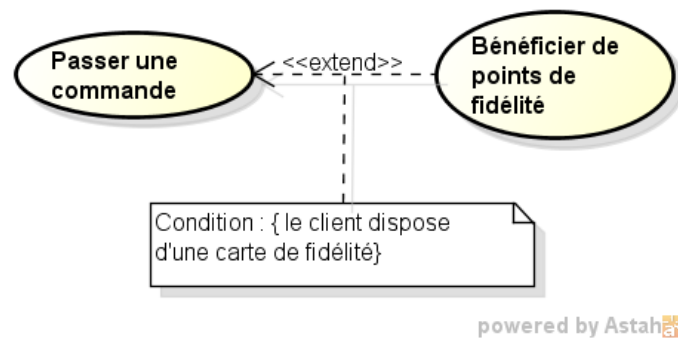 Passer une
commande
<<extend>>
Bénéficier de
points de
fidélité
Condition : { le client dispose
d'une carte de fidélité}
powered by Astah